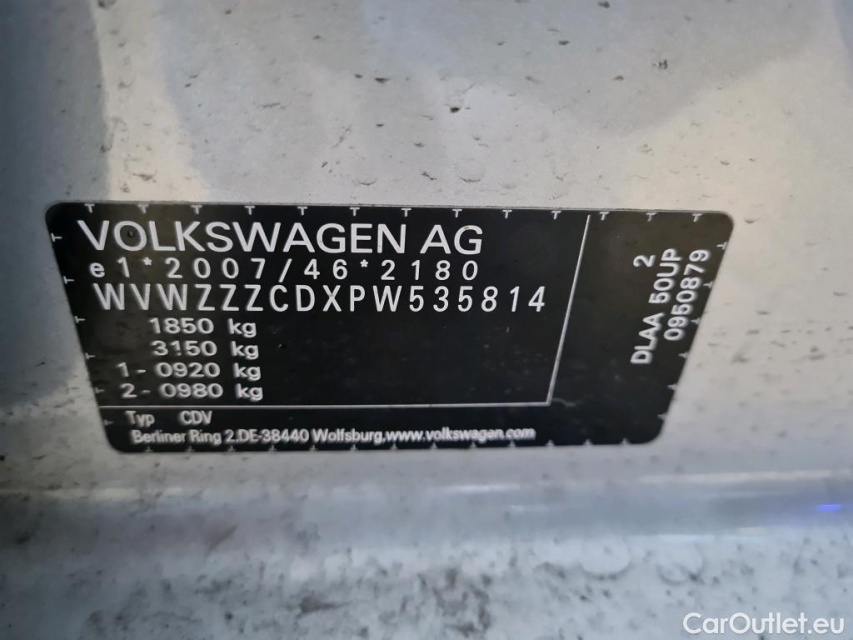 VOLKSWAGEN AG
e1*2007/46*2180
WVWZZZCDXPW535814
1850 kg
3150 kg
1- 0920 kg
2- 0980 kg
Typ CDV
Berliner Ring 2,DE-38440 Wolfsburg,www.volkswagen.com
2
DLAA 50UP
0950879
CarOutlet.eu